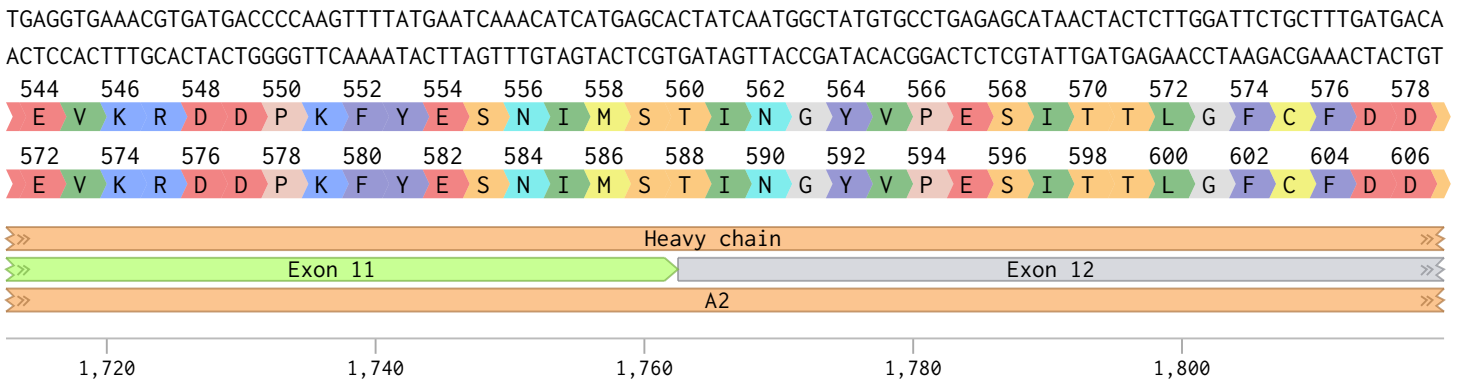 TGAGGTGAAACGTGATGACCCCAAGTTTTATGAATCAAACATCATGAGCACTATCAATGGCTATGTGCCTGAGAGCATAACTACTCTTGGATTCTGCTTTGATGACA
ACTCCACTTTGCACTACTGGGGTTCAAAATACTTAGTTTGTAGTACTCGTGATAGTTACCGATACACGGACTCTCGTATTGATGAGAACCTAAGACGAAACTACTGT
544 546 548 550 552 554 556 558 560 562 564 566 568 570 572 574 576 578
E V K R D D P K F Y E S N I M S T I N G Y V P E S I T T L G F C F D D
572 574 576 578 580 582 584 586 588 590 592 594 596 598 600 602 604 606
E V K R D D P K F Y E S N I M S T I N G Y V P E S I T T L G F C F D D
Heavy chain
Exon 11 Exon 12
A2
1,720 1,740 1,760 1,780 1,800